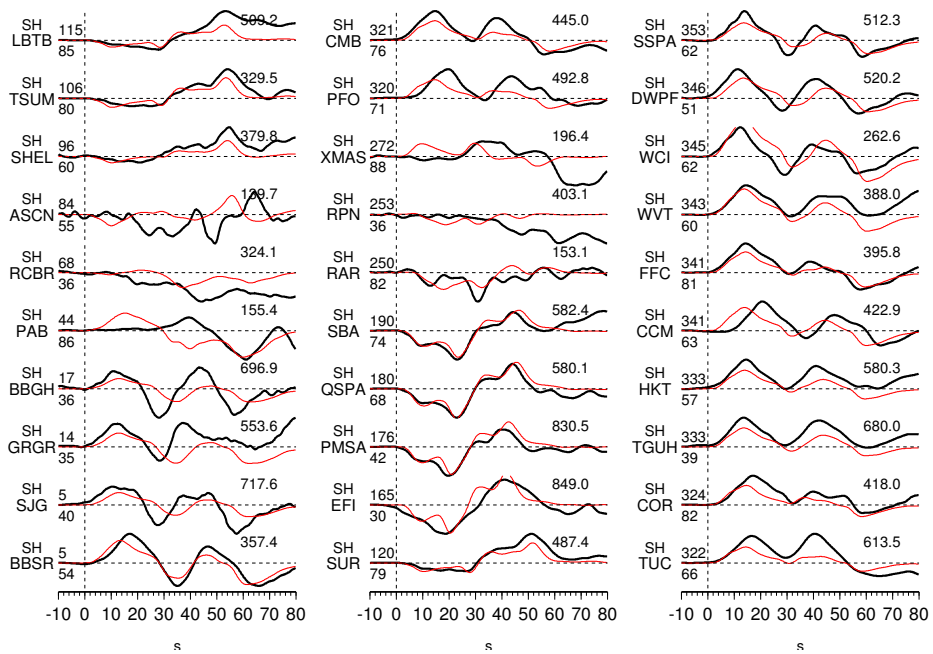 SH
LBTB 115 85 509.2
SH
TSUM 106 80 329.5
SH
SHEL 96 60 379.8
SH
ASCN 84 55 139.7
SH
RCBR 68 36 324.1
SH
PAB 44 86 155.4
SH
BBGH 17 36 696.9
SH
GRGR 14 35 553.6
SH
SJG 5 40 717.6
SH
BBSR 5 54 357.4
-10 0 10 20 30 40 50 60 70 80
s
SH
CMB 321 76 445.0
SH
PFO 320 71 492.8
SH
XMAS 272 88 196.4
SH
RPN 253 36 403.1
SH
RAR 250 82 153.1
SH
SBA 190 74 582.4
SH
QSPA 180 68 580.1
SH
PMSA 176 42 830.5
SH
EFI 165 30 849.0
SH
SUR 120 79 487.4
-10 0 10 20 30 40 50 60 70 80
s
SH
SSPA 353 62 512.3
SH
DWPF 346 51 520.2
SH
WCI 345 62 262.6
SH
WVT 343 60 388.0
SH
FFC 341 81 395.8
SH
CCM 341 63 422.9
SH
HKT 333 57 580.3
SH
TGUH 333 39 680.0
SH
COR 324 82 418.0
SH
TUC 322 66 613.5
-10 0 10 20 30 40 50 60 70 80
s